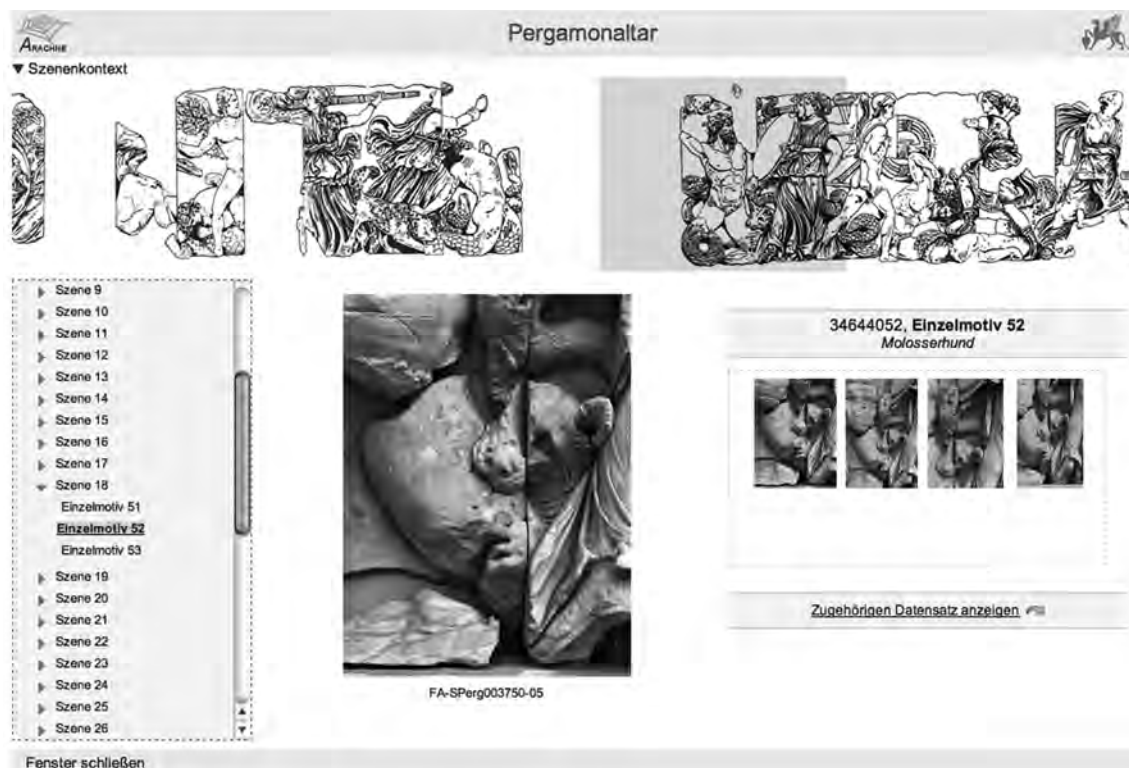 ARACHNE
Pergamonaltar
▼ Szenenkontext
Szene 9
Szene 10
Szene 11
Szene 12
Szene 13
Szene 14
Szene 15
Szene 16
Szene 17
Szene 18
Einzelmotiv 51
Einzelmotiv 52
Einzelmotiv 53
Szene 19
Szene 20
Szene 21
Szene 22
Szene 23
Szene 24
Szene 25
Szene 26
FA-SPerg003750-05
34644052, Einzelmotiv 52
Molosserhund
Zugehörigen Datensatz anzeigen
Fenster schließen